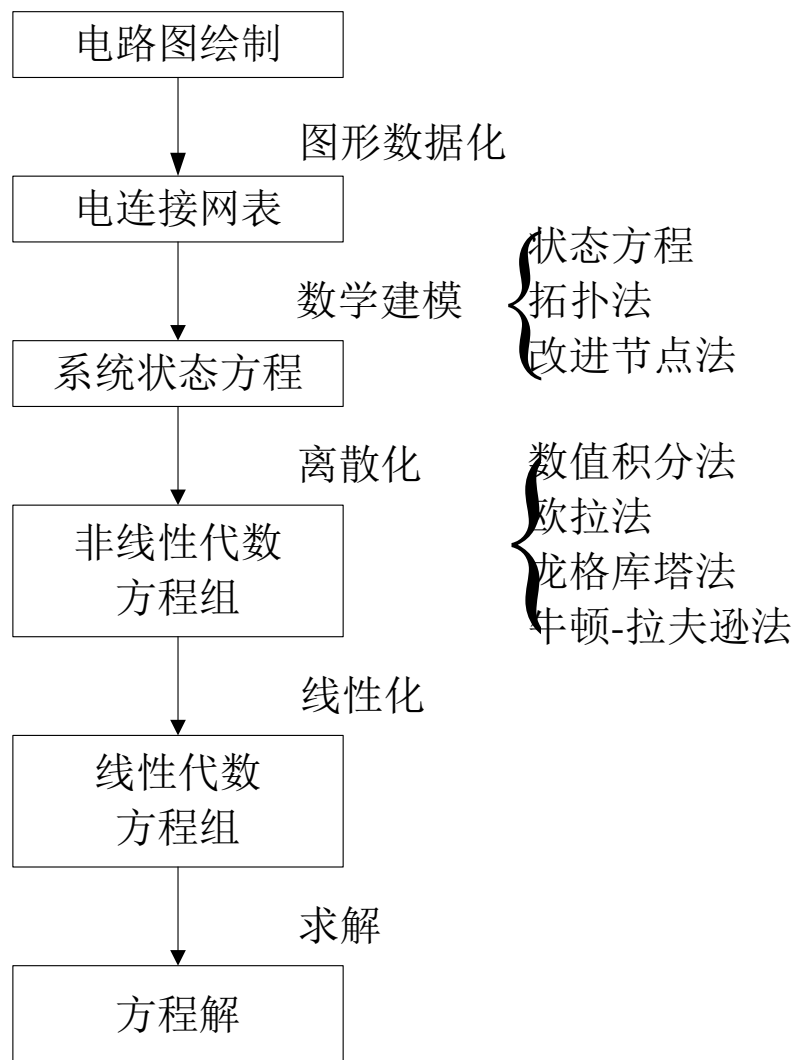 电路图绘制
图形数据化
电连接网表
数学建模
状态方程
拓扑法
改进节点法
系统状态方程
离散化
数值积分法
欧拉法
龙格库塔法
牛顿-拉夫逊法
非线性代数
方程组
线性化
线性代数
方程组
求解
方程解